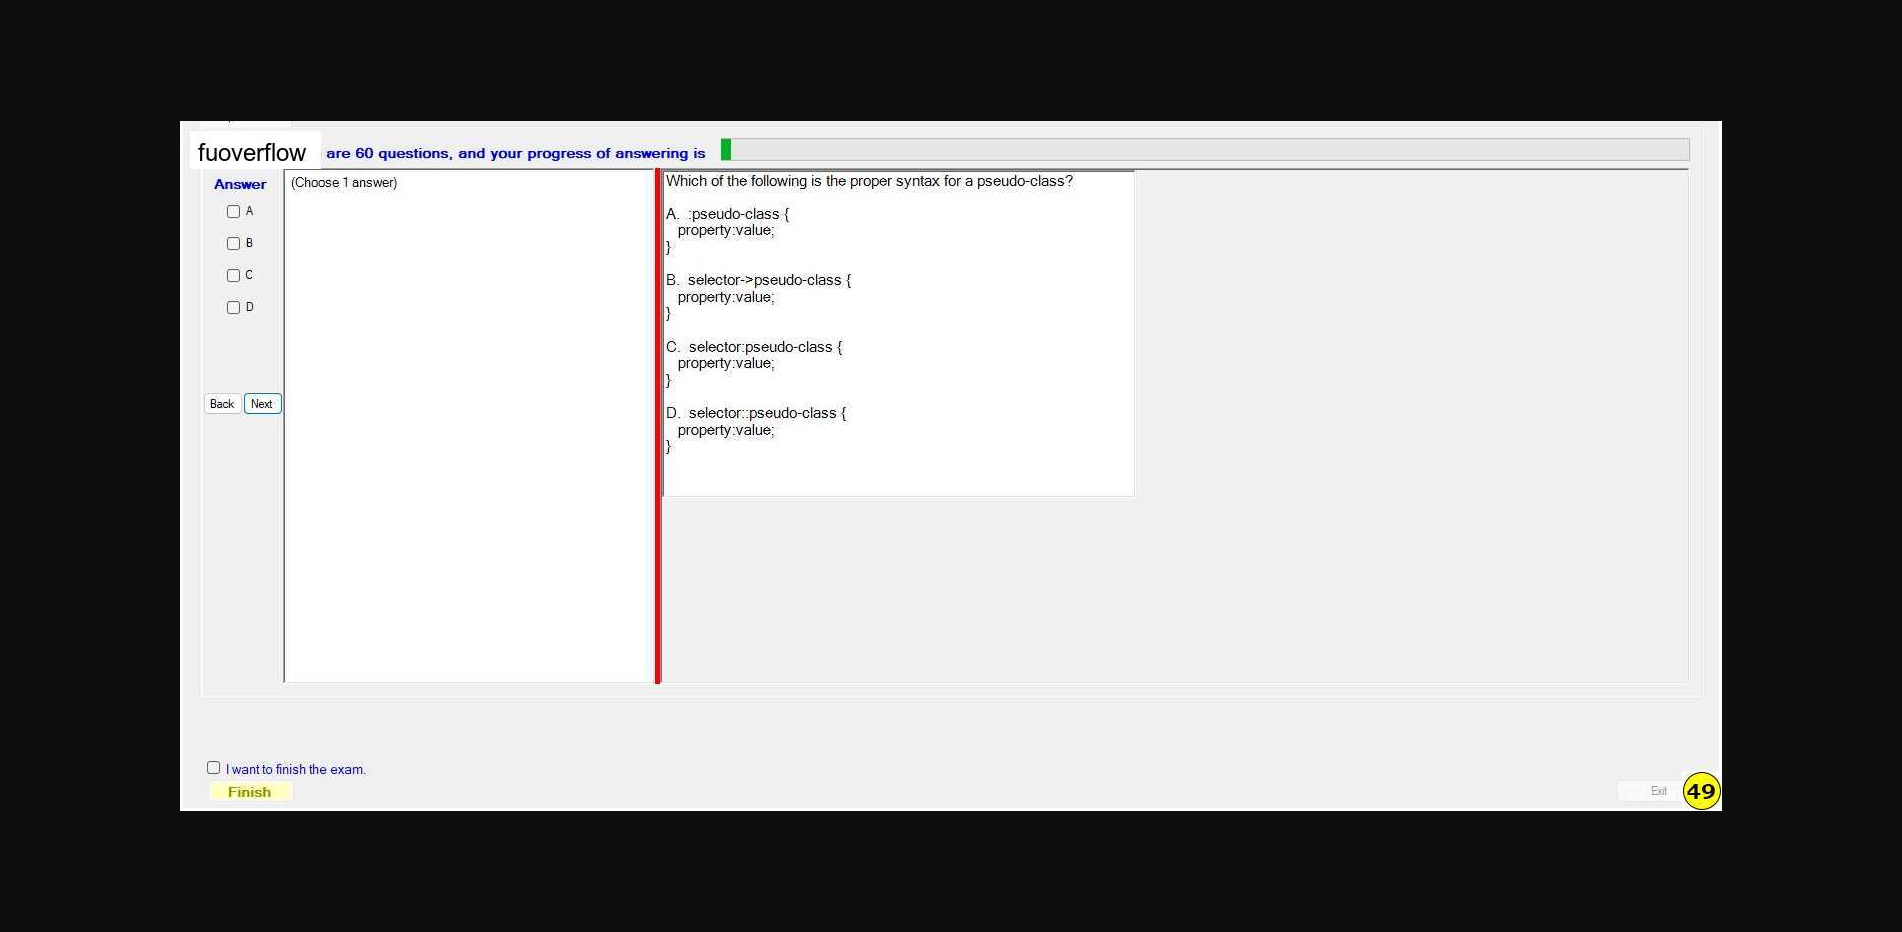 fuoverflow are 60 questions, and your progress of answering is
Answer
A
B
C
D
Back Next
(Choose 1 answer)
Which of the following is the proper syntax for a pseudo-class?
A. :pseudo-class {
property:value;
}
B. selector->pseudo-class {
property:value;
}
C. selector:pseudo-class {
property:value;
}
D. selector::pseudo-class {
property:value;
}
I want to finish the exam.
Finish
Exit
49